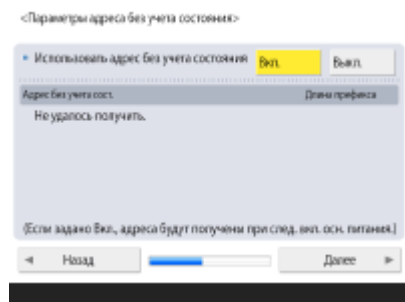 <Параметры адреса без учета состояния>
Использовать адрес без учета состояния Вкл. Выкл.
Адрес без учета сост. Длина префикса
Не удалось получить.
(Если задано Вкл., адреса будут получены при след. вкл. осн. питания.)
Назад Далее